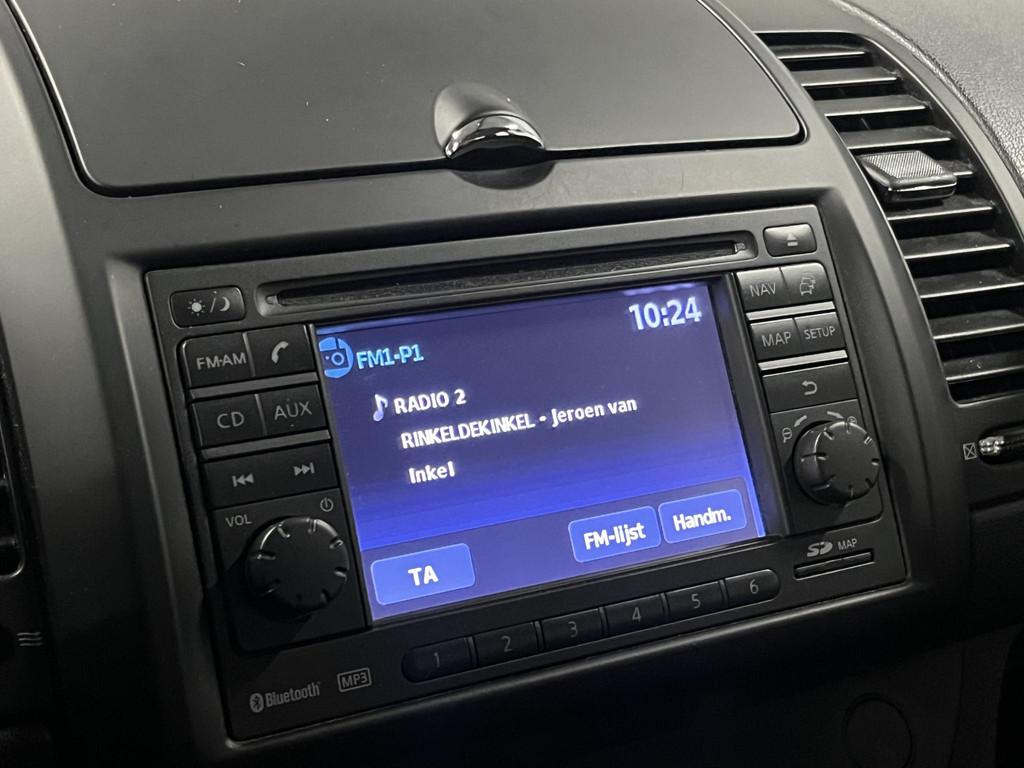 10:24
NAV
FM1-P1
FM·AM
MAP
SETUP
RADIO 2
CD
AUX
RINKELDEKINKEL - Jeroen van
Inkel
VOL
FM-lijst
Handm.
TA
SD MAP
1 2 3 4 5 6
Bluetooth
MP3